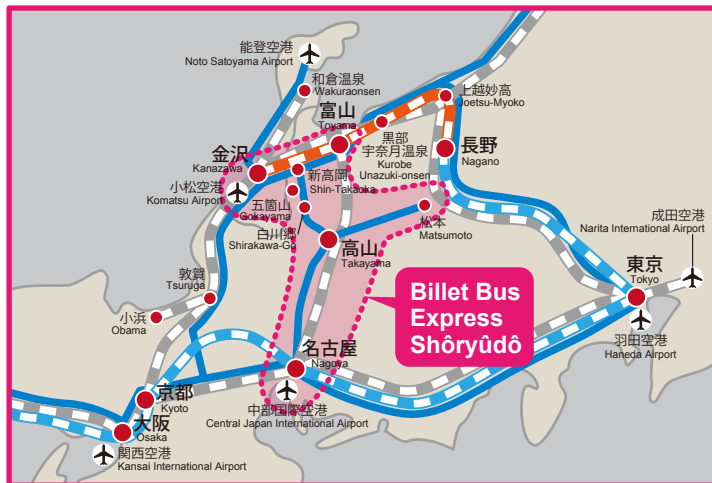 能登空港
Noto Satoyama Airport
和倉温泉
Wakuraonsen
上越妙高
Joetsu-Myoko
富山
Toyama
黒部
宇奈月温泉
Kurobe
Unazuki-onsen
長野
Nagano
金沢
Kanazawa
新高岡
Shin-Takaoka
小松空港
Komatsu Airport
五箇山
Gokayama
白川郷
Shirakawa-Go
松本
Matsumoto
高山
Takayama
成田空港
Narita International Airport
東京
Tokyo
敦賀
Tsuruga
小浜
Obama
Billet Bus
Express
Shôryûdô
羽田空港
Haneda Airport
名古屋
Nagoya
京都
Kyoto
中部国際空港
Central Japan International Airport
大阪
Osaka
関西空港
Kansai International Airport